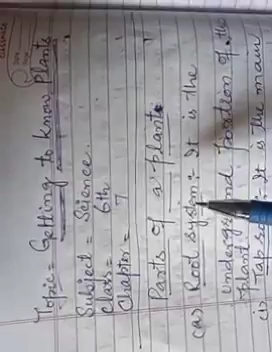 Topic = Getting to know Plants
Subject = Science.
Class = 6th
Chapter = 7
Parts of a plant.
(a) Root system:- It is the
underground portion of the
plant.
(i) Tap root:- It is the main